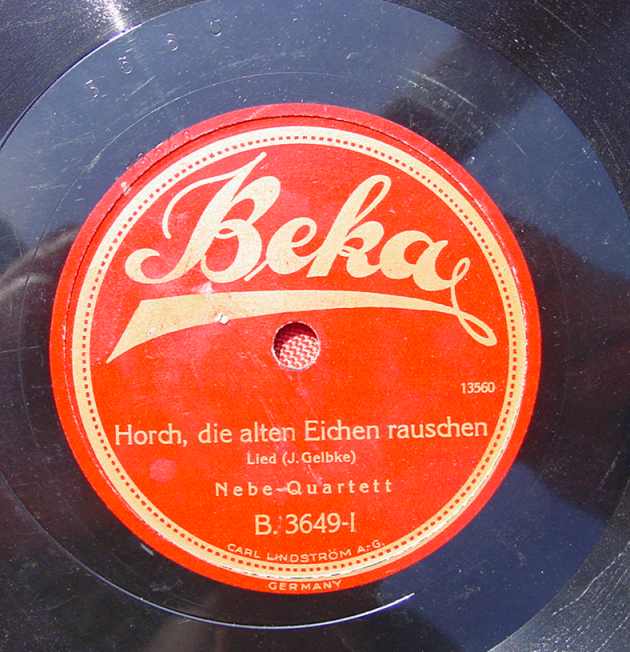 Beka
13560
Horch, die alten Eichen rauschen
Lied (J. Gelbke)
Nebe-Quartett
B. 3649-I
CARL LINDSTRÖM A.-G.
GERMANY